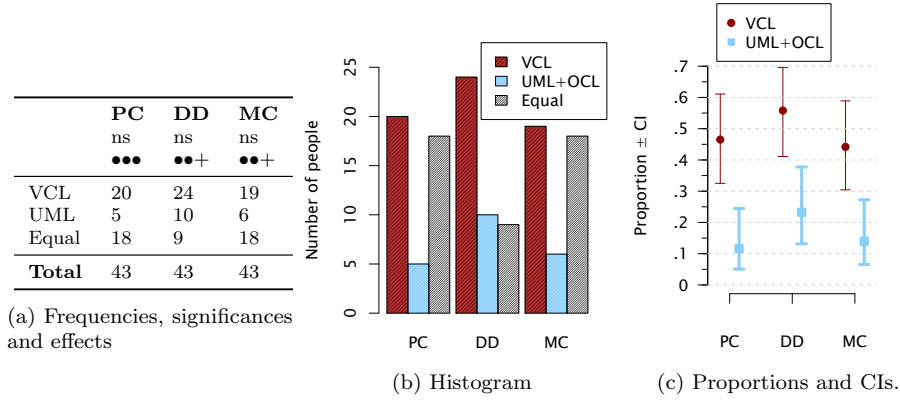 PC DD MC
ns ns ns
●●● ●●+ ●●+
VCL 20 24 19
UML 5 10 6
Equal 18 9 18
Total 43 43 43
(a) Frequencies, significances
and effects
VCL
UML+OCL
Equal
Number of people
25
20
15
10
5
0
PC DD MC
(b) Histogram
VCL
UML+OCL
Proportion ± CI
.7
.6
.5
.4
.3
.2
.1
0
PC DD MC
(c) Proportions and CIs.